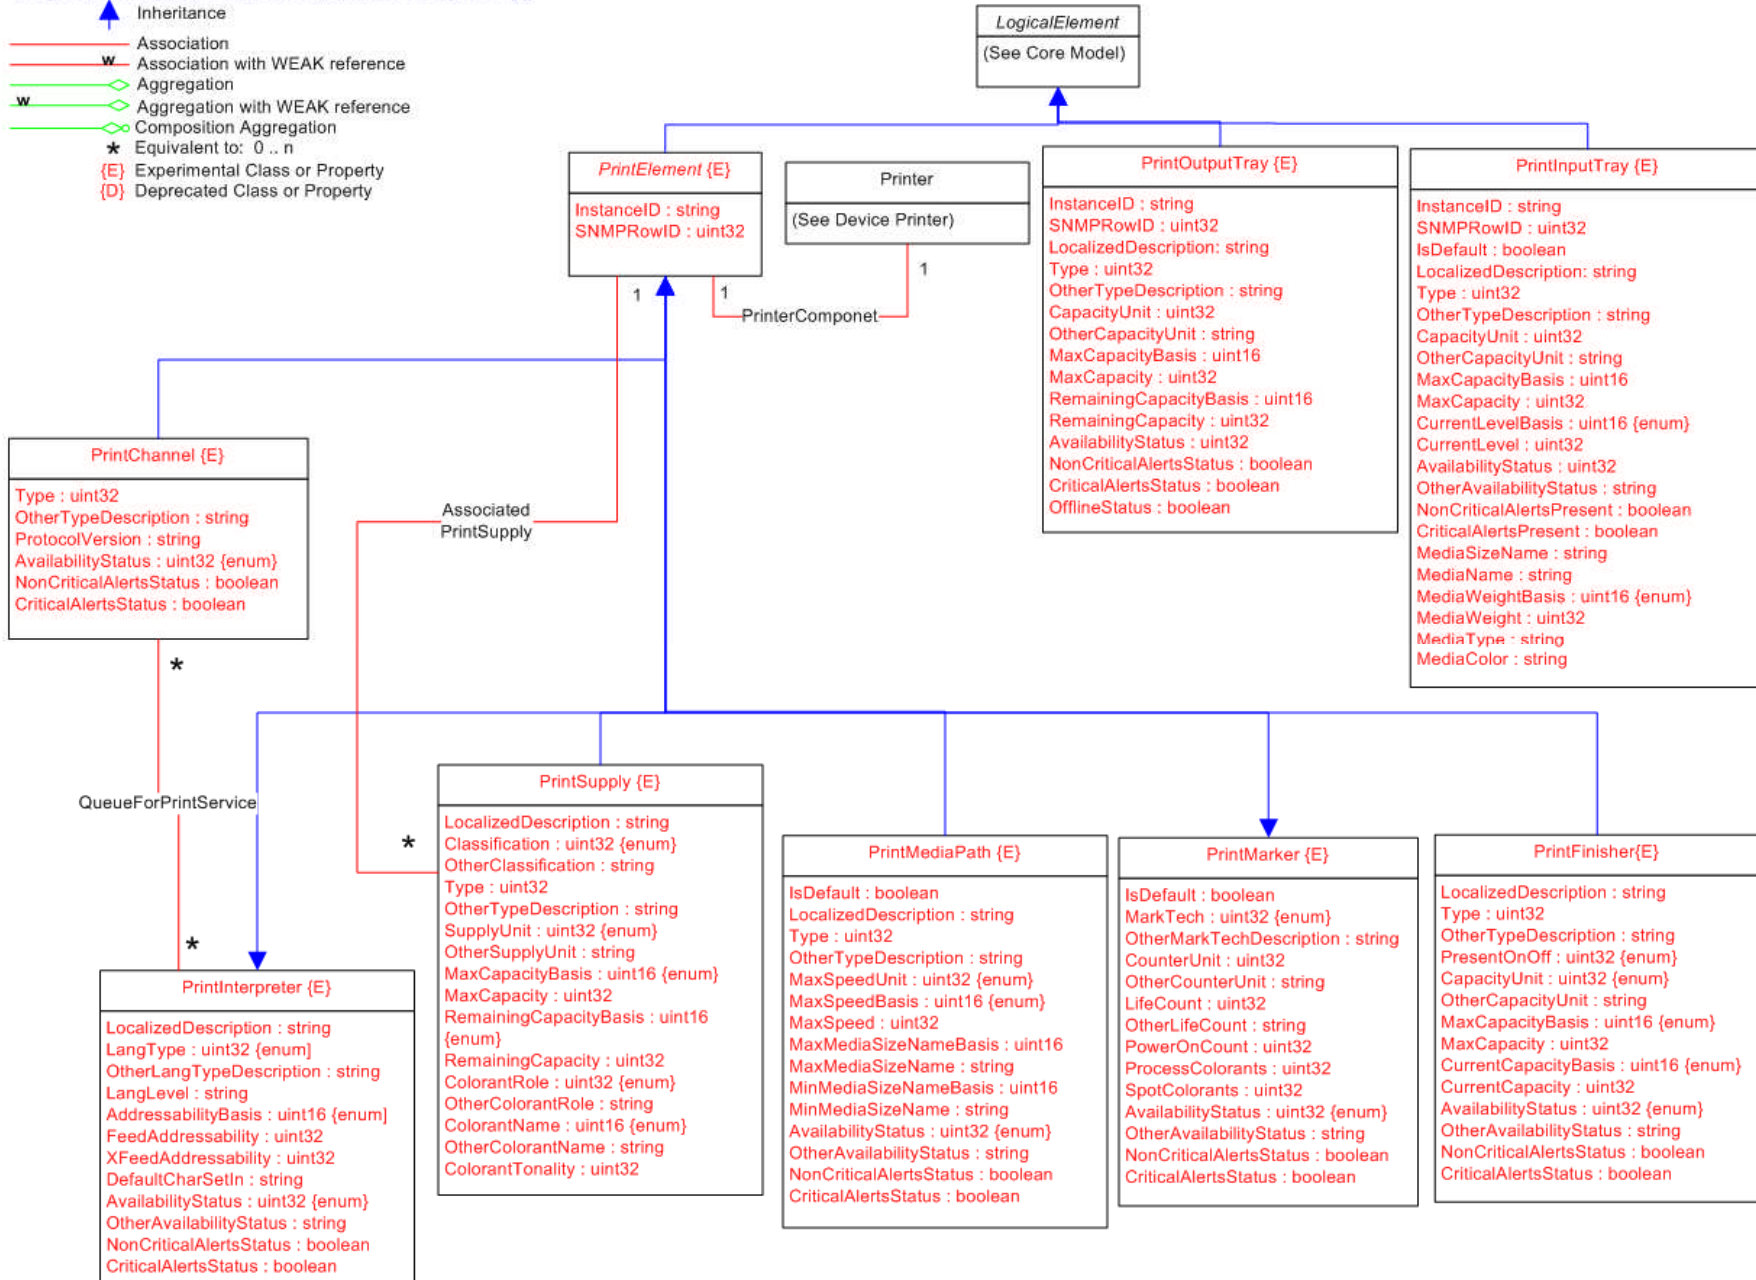 Inheritance
Association
w
Association with WEAK reference
Aggregation
w
Aggregation with WEAK reference
Composition Aggregation
* Equivalent to: 0 .. n
{E} Experimental Class or Property
{D} Deprecated Class or Property
LogicalElement
(See Core Model)
PrintElement {E}
InstanceID : string
SNMPRowID : uint32
Printer
(See Device Printer)
1
1
1
PrinterComponet
PrintOutputTray {E}
InstanceID : string
SNMPRowID : uint32
LocalizedDescription: string
Type : uint32
OtherTypeDescription : string
CapacityUnit : uint32
OtherCapacityUnit : string
MaxCapacityBasis : uint16
MaxCapacity : uint32
RemainingCapacityBasis : uint16
RemainingCapacity : uint32
AvailabilityStatus : uint32
NonCriticalAlertsStatus : boolean
CriticalAlertsStatus : boolean
OfflineStatus : boolean
PrintInputTray {E}
InstanceID : string
SNMPRowID : uint32
IsDefault : boolean
LocalizedDescription: string
Type : uint32
OtherTypeDescription : string
CapacityUnit : uint32
OtherCapacityUnit : string
MaxCapacityBasis : uint16
MaxCapacity : uint32
CurrentLevelBasis : uint16 {enum}
CurrentLevel : uint32
AvailabilityStatus : uint32
OtherAvailabilityStatus : string
NonCriticalAlertsPresent : boolean
CriticalAlertsPresent : boolean
MediaSizeName : string
MediaName : string
MediaWeightBasis : uint16 {enum}
MediaWeight : uint32
MediaType : string
MediaColor : string
PrintChannel {E}
Type : uint32
OtherTypeDescription : string
ProtocolVersion : string
AvailabilityStatus : uint32 {enum}
NonCriticalAlertsStatus : boolean
CriticalAlertsStatus : boolean
Associated
PrintSupply
*
QueueForPrintService
*
*
PrintInterpreter {E}
LocalizedDescription : string
LangType : uint32 {enum]
OtherLangTypeDescription : string
LangLevel : string
AddressabilityBasis : uint16 {enum]
FeedAddressability : uint32
XFeedAddressability : uint32
DefaultCharSetIn : string
AvailabilityStatus : uint32 {enum}
OtherAvailabilityStatus : string
NonCriticalAlertsStatus : boolean
CriticalAlertsStatus : boolean
PrintSupply {E}
LocalizedDescription : string
Classification : uint32 {enum}
OtherClassification : string
Type : uint32
OtherTypeDescription : string
SupplyUnit : uint32 {enum}
OtherSupplyUnit : string
MaxCapacityBasis : uint16 {enum}
MaxCapacity : uint32
RemainingCapacityBasis : uint16
{enum}
RemainingCapacity : uint32
ColorantRole : uint32 {enum}
OtherColorantRole : string
ColorantName : uint16 {enum}
OtherColorantName : string
ColorantTonality : uint32
PrintMediaPath {E}
IsDefault : boolean
LocalizedDescription : string
Type : uint32
OtherTypeDescription : string
MaxSpeedUnit : uint32 {enum}
MaxSpeedBasis : uint16 {enum}
MaxSpeed : uint32
MaxMediaSizeNameBasis : uint16
MaxMediaSizeName : string
MinMediaSizeNameBasis : uint16
MinMediaSizeName : string
AvailabilityStatus : uint32 {enum}
OtherAvailabilityStatus : string
NonCriticalAlertsStatus : boolean
CriticalAlertsStatus : boolean
PrintMarker {E}
IsDefault : boolean
MarkTech : uint32 {enum}
OtherMarkTechDescription : string
CounterUnit : uint32
OtherCounterUnit : string
LifeCount : uint32
OtherLifeCount : string
PowerOnCount : uint32
ProcessColorants : uint32
SpotColorants : uint32
AvailabilityStatus : uint32 {enum}
OtherAvailabilityStatus : string
NonCriticalAlertsStatus : boolean
CriticalAlertsStatus : boolean
PrintFinisher{E}
LocalizedDescription : string
Type : uint32
OtherTypeDescription : string
PresentOnOff : uint32 {enum}
CapacityUnit : uint32 {enum}
OtherCapacityUnit : string
MaxCapacityBasis : uint16 {enum}
MaxCapacity : uint32
CurrentCapacityBasis : uint16 {enum}
CurrentCapacity : uint32
AvailabilityStatus : uint32 {enum}
OtherAvailabilityStatus : string
NonCriticalAlertsStatus : boolean
CriticalAlertsStatus : boolean